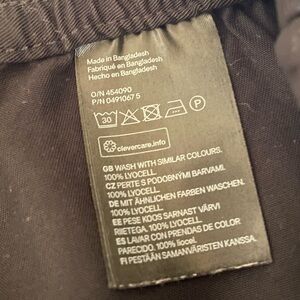 Made in Bangladesh
Fabriqué en Bangladesh
Hecho en Bangladesh
O/N 454090
P/N 0491067 5
30
P
clevercare.info
GB WASH WITH SIMILAR COLOURS.
100% LYOCELL.
CZ PERTE S PODOBNÝMI BARVAMI.
100% LYOCELL.
DE MIT ÄHNLICHEN FARBEN WASCHEN.
100% LYOCELL.
EE PESE KOOS SARNAST VÄRVI
RIIETEGA. 100% LYOCELL.
ES LAVAR CON PRENDAS DE COLOR
PARECIDO. 100% liocel.
FI PESTÄÄN SAMANVÄRISTEN KANSSA.